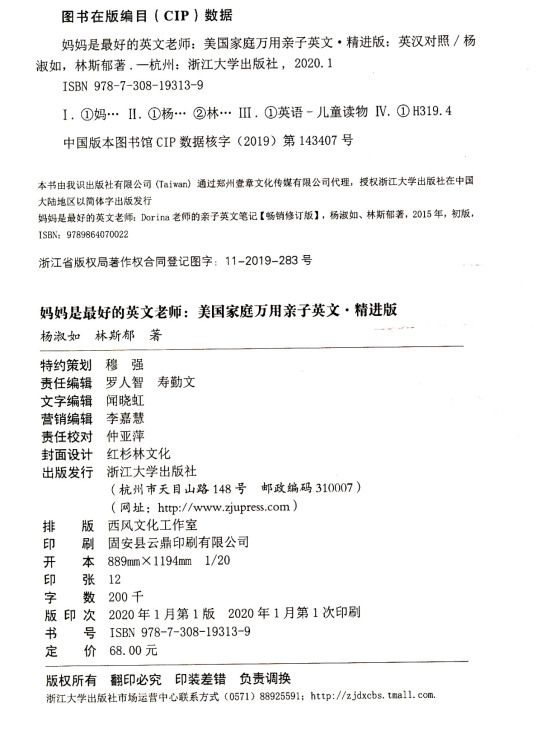 图书在版编目（CIP）数据
妈妈是最好的英文老师：美国家庭万用亲子英文·精进版：英汉对照 / 杨
淑如，林斯郁著．—杭州：浙江大学出版社，2020.1
ISBN 978-7-308-19313-9
Ⅰ．①妈… Ⅱ．①杨… ②林… Ⅲ．①英语－儿童读物 Ⅳ．① H319.4
中国版本图书馆 CIP 数据核字（2019）第 143407 号
本书由我识出版社有限公司 (Taiwan) 通过郑州壹章文化传媒有限公司代理，授权浙江大学出版社在中国
大陆地区以简体字出版发行
妈妈是最好的英文老师：Dorina 老师的亲子英文笔记【畅销修订版】，杨淑如、林斯郁著，2015 年，初版，
ISBN：9789864070022
浙江省版权局著作权合同登记图字：11-2019-283 号
妈妈是最好的英文老师：美国家庭万用亲子英文·精进版
杨淑如 林斯郁 著
特约策划 穆 强
责任编辑 罗人智 寿勤文
文字编辑 闻晓虹
营销编辑 李嘉慧
责任校对 仲亚萍
封面设计 红杉林文化
出版发行 浙江大学出版社
（杭州市天目山路 148 号 邮政编码 310007）
（网址：http://www.zjupress.com）
排 版 西风文化工作室
印 刷 固安县云鼎印刷有限公司
开 本 889mm×1194mm 1/20
印 张 12
字 数 200 千
版 印 次 2020 年 1 月第 1 版 2020 年 1 月第 1 次印刷
书 号 ISBN 978-7-308-19313-9
定 价 68.00 元
版权所有 翻印必究 印装差错 负责调换
浙江大学出版社市场运营中心联系方式（0571）88925591；http://zjdxcbs.tmall.com.